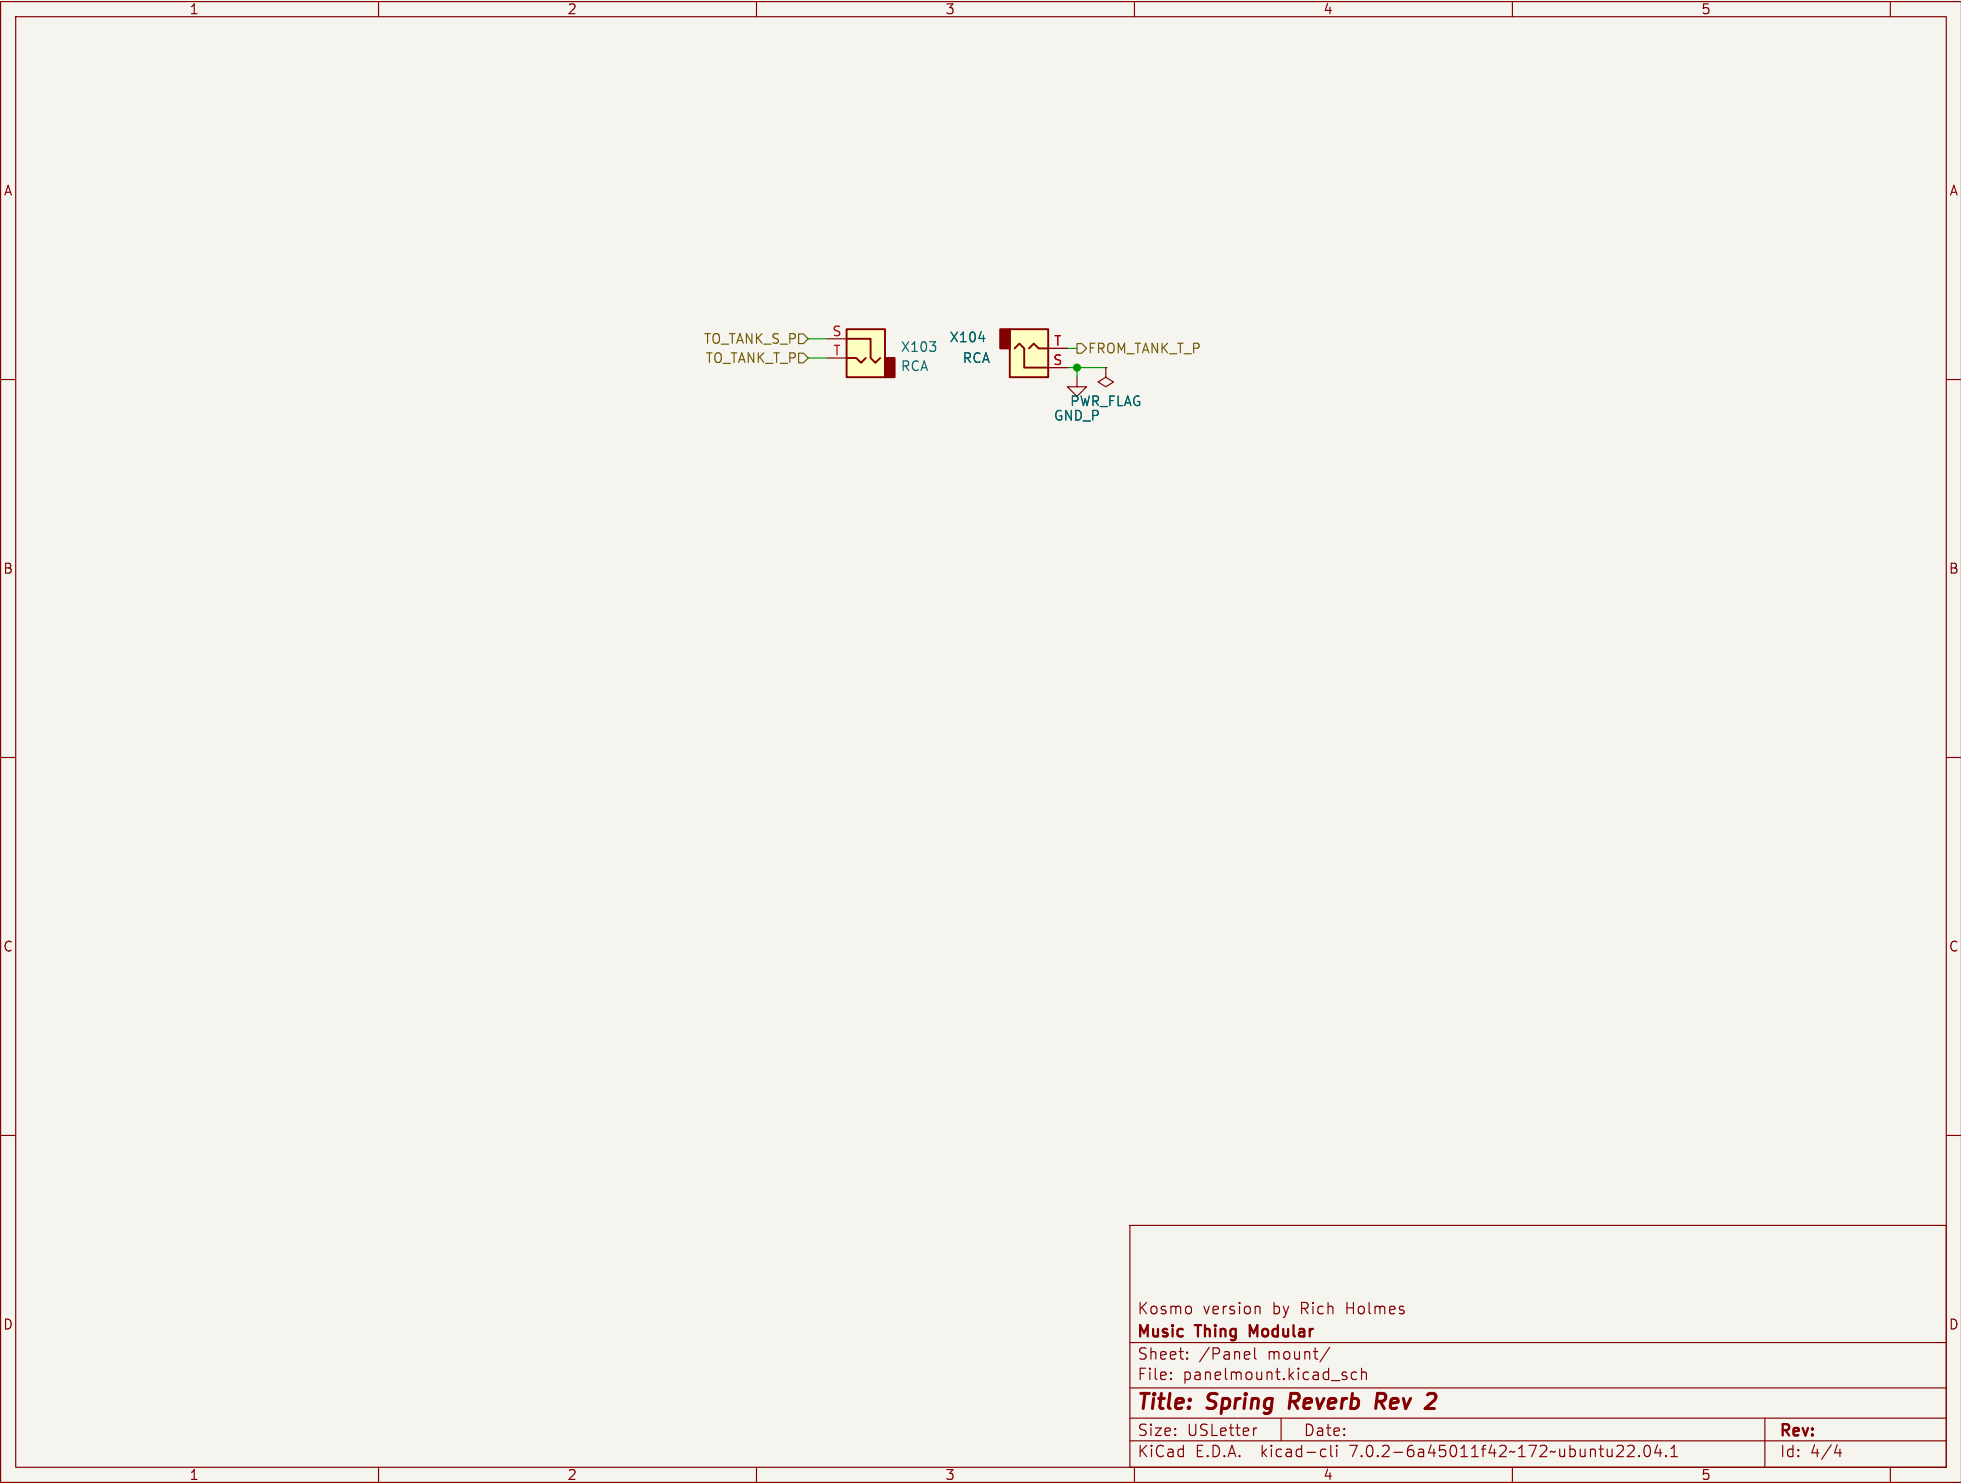 1 2 3 4 5
A A
TO_TANK_S_P S X103 X104 T FROM_TANK_T_P
TO_TANK_T_P T RCA RCA S
PWR_FLAG
GND_P
B B
C C
D D
Kosmo version by Rich Holmes
Music Thing Modular
Sheet: /Panel mount/
File: panelmount.kicad_sch
Title: Spring Reverb Rev 2
Size: USLetter Date: Rev:
KiCad E.D.A. kicad-cli 7.0.2-6a45011f42~172~ubuntu22.04.1 Id: 4/4
1 2 3 4 5